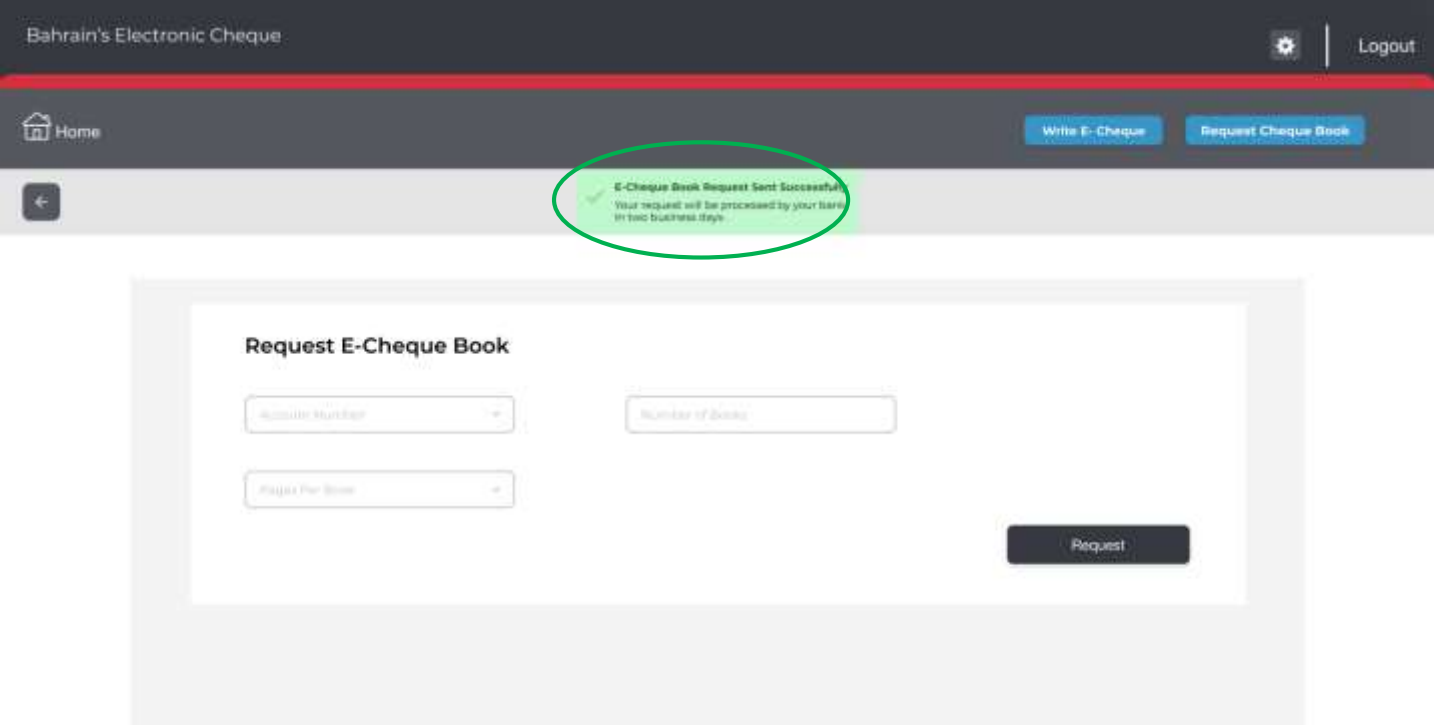 Bahrain's Electronic Cheque
Logout
Home
Write E- Cheque
Request Cheque Book
E-Cheque Book Request Sent Successfully
Your request will be processed by your bank
in two business days
Request E-Cheque Book
Account Number
Number of Books
Pages Per Book
Request